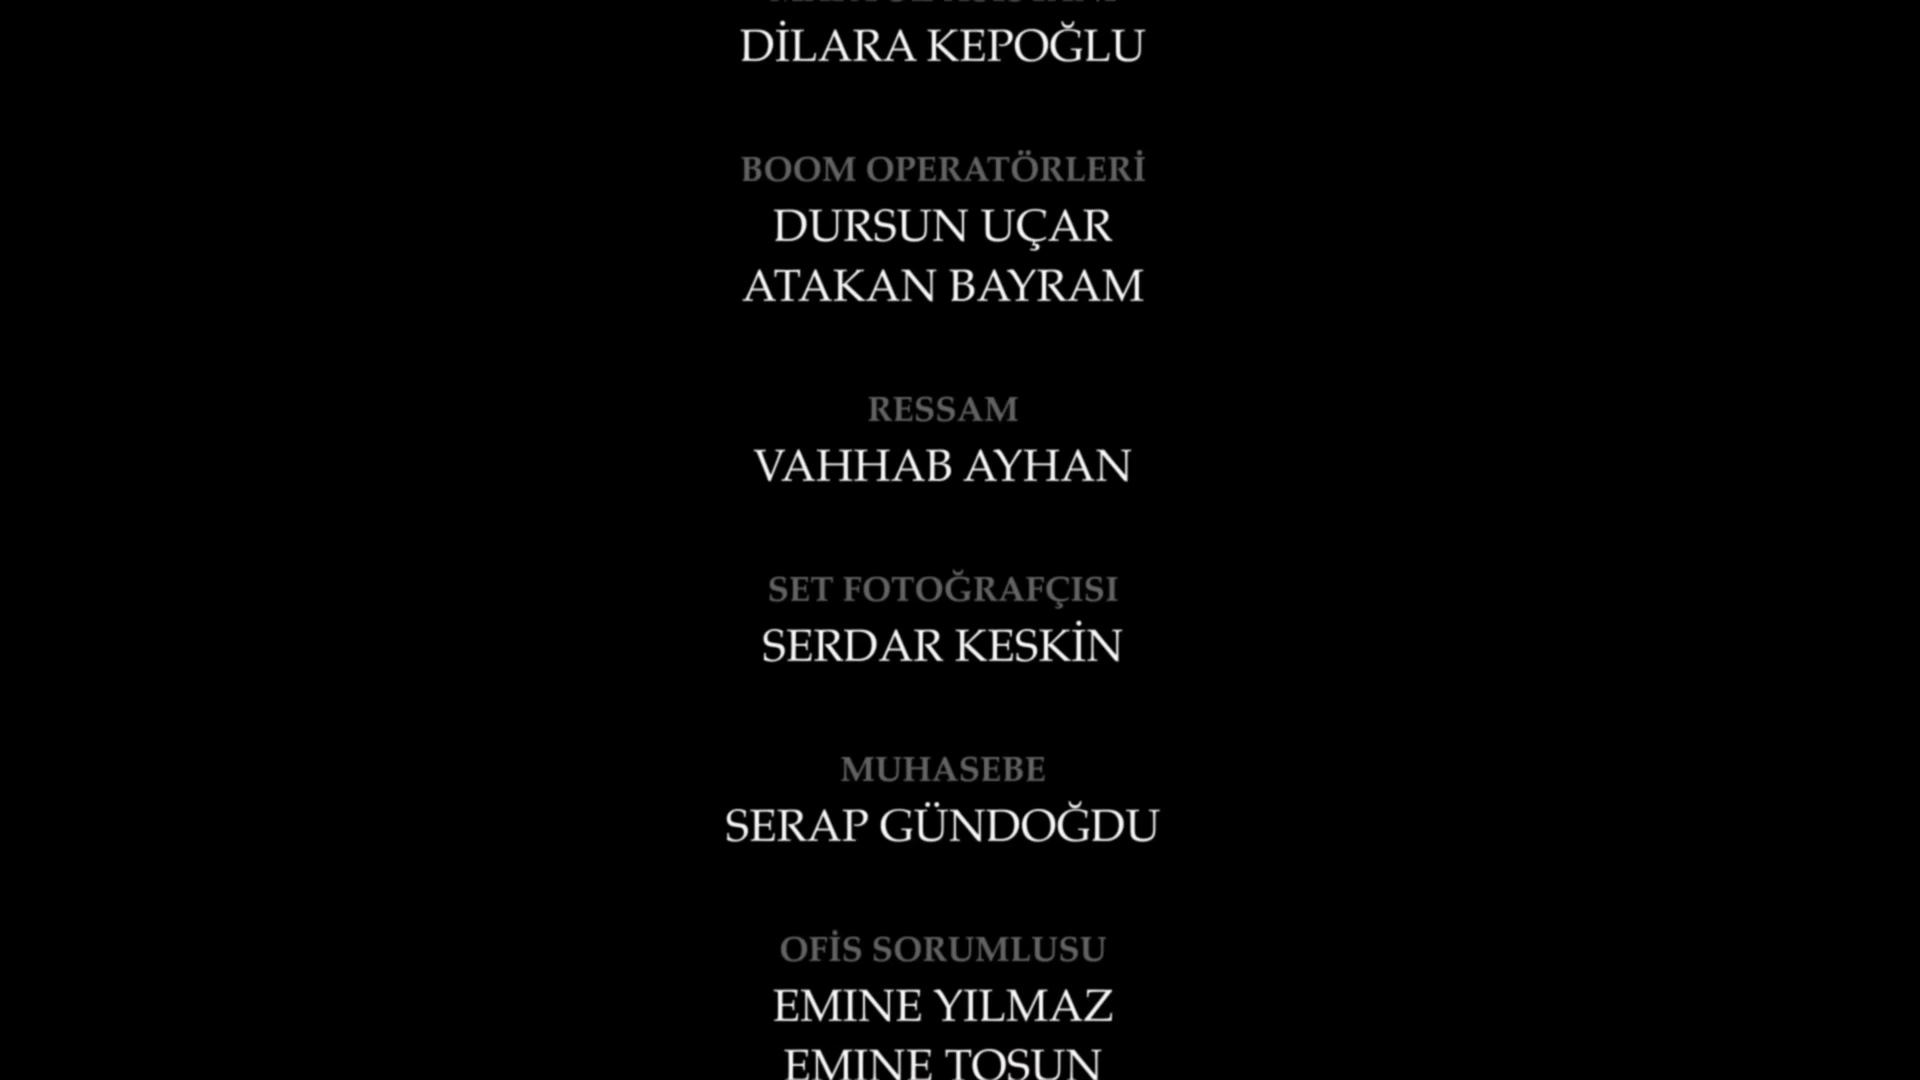 DİLARA KEPOĞLU
BOOM OPERATÖRLERİ
DURSUN UÇAR
ATAKAN BAYRAM
RESSAM
VAHHAB AYHAN
SET FOTOĞRAFÇISI
SERDAR KESKİN
MUHASEBE
SERAP GÜNDOĞDU
OFİS SORUMLUSU
EMINE YILMAZ
EMINE TOSUN